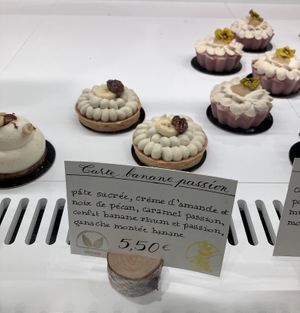 Carte banane passion
pâte sucrée, crème d'amande et
noix de pécan, caramel passion,
confit banane rhum et passion,
ganache montée banane
5,50€